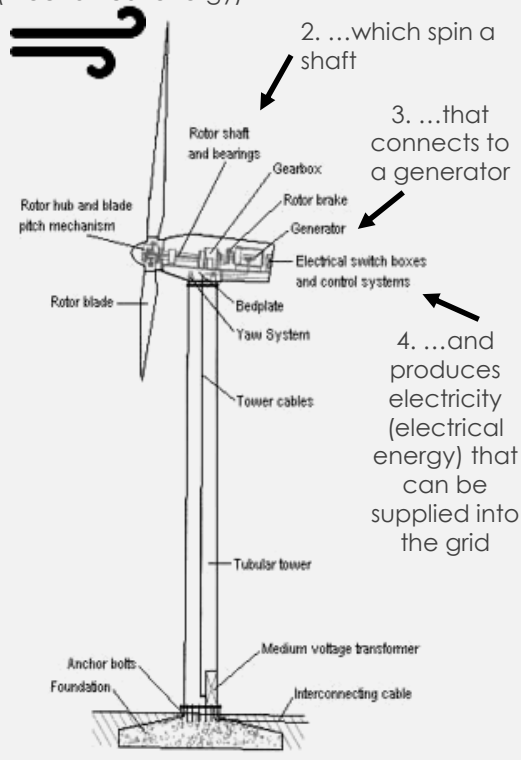 2. …which spin a
shaft
3. …that
connects to
a generator
Rotor shaft
and bearings
Gearbox
Rotor brake
Generator
Rotor hub and blade
pitch mechanism
Electrical switch boxes
and control systems
Rotor blade
Bedplate
Yaw System
4. …and
produces
electricity
(electrical
energy) that
can be
supplied into
the grid
Tower cables
Tubular tower
Medium voltage transformer
Anchor bolts
Foundation
Interconnecting cable